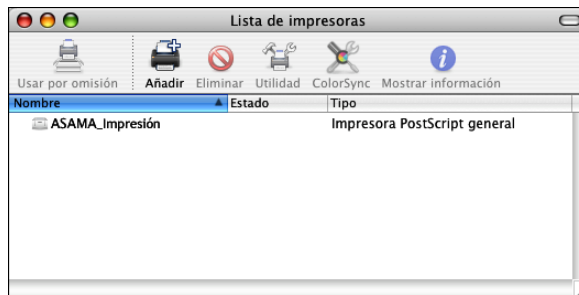 Lista de impresoras
Usar por omisión Añadir Eliminar Utilidad ColorSync Mostrar información
Nombre Estado Tipo
ASAMA_Impresión Impresora PostScript general